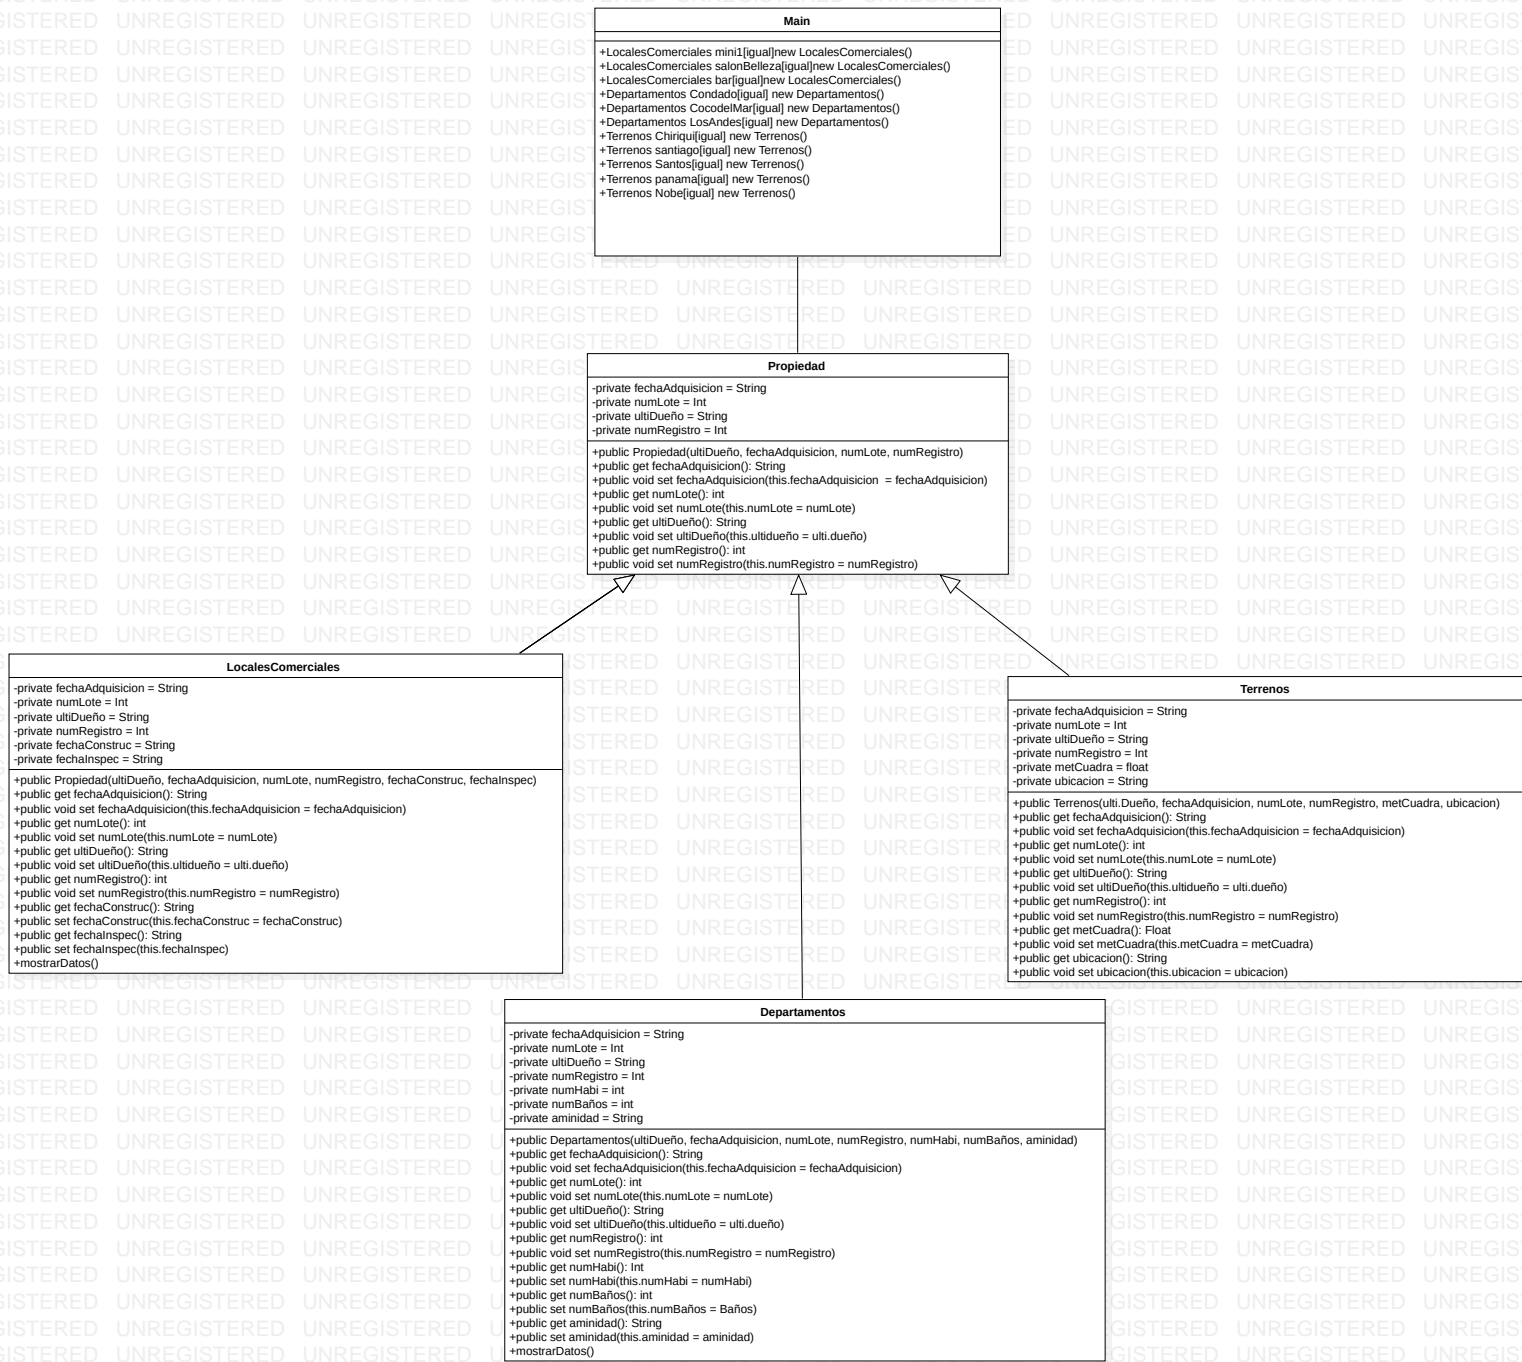 Main
+LocalesComerciales mini1[igual]new LocalesComerciales()
+LocalesComerciales salonBelleza[igual]new LocalesComerciales()
+LocalesComerciales bar[igual]new LocalesComerciales()
+Departamentos Condado[igual] new Departamentos()
+Departamentos CocodelMar[igual] new Departamentos()
+Departamentos LosAndes[igual] new Departamentos()
+Terrenos Chiriqui[igual] new Terrenos()
+Terrenos santiago[igual] new Terrenos()
+Terrenos Santos[igual] new Terrenos()
+Terrenos panama[igual] new Terrenos()
+Terrenos Nobe[igual] new Terrenos()
Propiedad
-private fechaAdquisicion = String
-private numLote = Int
-private ultiDueño = String
-private numRegistro = Int
+public Propiedad(ultiDueño, fechaAdquisicion, numLote, numRegistro)
+public get fechaAdquisicion(): String
+public void set fechaAdquisicion(this.fechaAdquisicion  = fechaAdquisicion)
+public get numLote(): int
+public void set numLote(this.numLote = numLote)
+public get ultiDueño(): String
+public void set ultiDueño(this.ultidueño = ulti.dueño)
+public get numRegistro(): int
+public void set numRegistro(this.numRegistro = numRegistro)
LocalesComerciales
-private fechaAdquisicion = String
-private numLote = Int
-private ultiDueño = String
-private numRegistro = Int
-private fechaConstruc = String
-private fechaInspec = String
+public Propiedad(ultiDueño, fechaAdquisicion, numLote, numRegistro, fechaConstruc, fechaInspec)
+public get fechaAdquisicion(): String
+public void set fechaAdquisicion(this.fechaAdquisicion = fechaAdquisicion)
+public get numLote(): int
+public void set numLote(this.numLote = numLote)
+public get ultiDueño(): String
+public void set ultiDueño(this.ultidueño = ulti.dueño)
+public get numRegistro(): int
+public void set numRegistro(this.numRegistro = numRegistro)
+public get fechaConstruc(): String
+public set fechaConstruc(this.fechaConstruc = fechaConstruc)
+public get fechaInspec(): String
+public set fechaInspec(this.fechaInspec)
+mostrarDatos()
Terrenos
-private fechaAdquisicion = String
-private numLote = Int
-private ultiDueño = String
-private numRegistro = Int
-private metCuadra = float
-private ubicacion = String
+public Terrenos(ulti.Dueño, fechaAdquisicion, numLote, numRegistro, metCuadra, ubicacion)
+public get fechaAdquisicion(): String
+public void set fechaAdquisicion(this.fechaAdquisicion = fechaAdquisicion)
+public get numLote(): int
+public void set numLote(this.numLote = numLote)
+public get ultiDueño(): String
+public void set ultiDueño(this.ultidueño = ulti.dueño)
+public get numRegistro(): int
+public void set numRegistro(this.numRegistro = numRegistro)
+public get metCuadra(): Float
+public void set metCuadra(this.metCuadra = metCuadra)
+public get ubicacion(): String
+public void set ubicacion(this.ubicacion = ubicacion)
Departamentos
-private fechaAdquisicion = String
-private numLote = Int
-private ultiDueño = String
-private numRegistro = Int
-private numHabi = int
-private numBaños = int
-private aminidad = String
+public Departamentos(ultiDueño, fechaAdquisicion, numLote, numRegistro, numHabi, numBaños, aminidad)
+public get fechaAdquisicion(): String
+public void set fechaAdquisicion(this.fechaAdquisicion = fechaAdquisicion)
+public get numLote(): int
+public void set numLote(this.numLote = numLote)
+public get ultiDueño(): String
+public void set ultiDueño(this.ultidueño = ulti.dueño)
+public get numRegistro(): int
+public void set numRegistro(this.numRegistro = numRegistro)
+public get numHabi(): Int
+public set numHabi(this.numHabi = numHabi)
+public get numBaños(): int
+public set numBaños(this.numBaños = Baños)
+public get aminidad(): String
+public set aminidad(this.aminidad = aminidad)
+mostrarDatos()